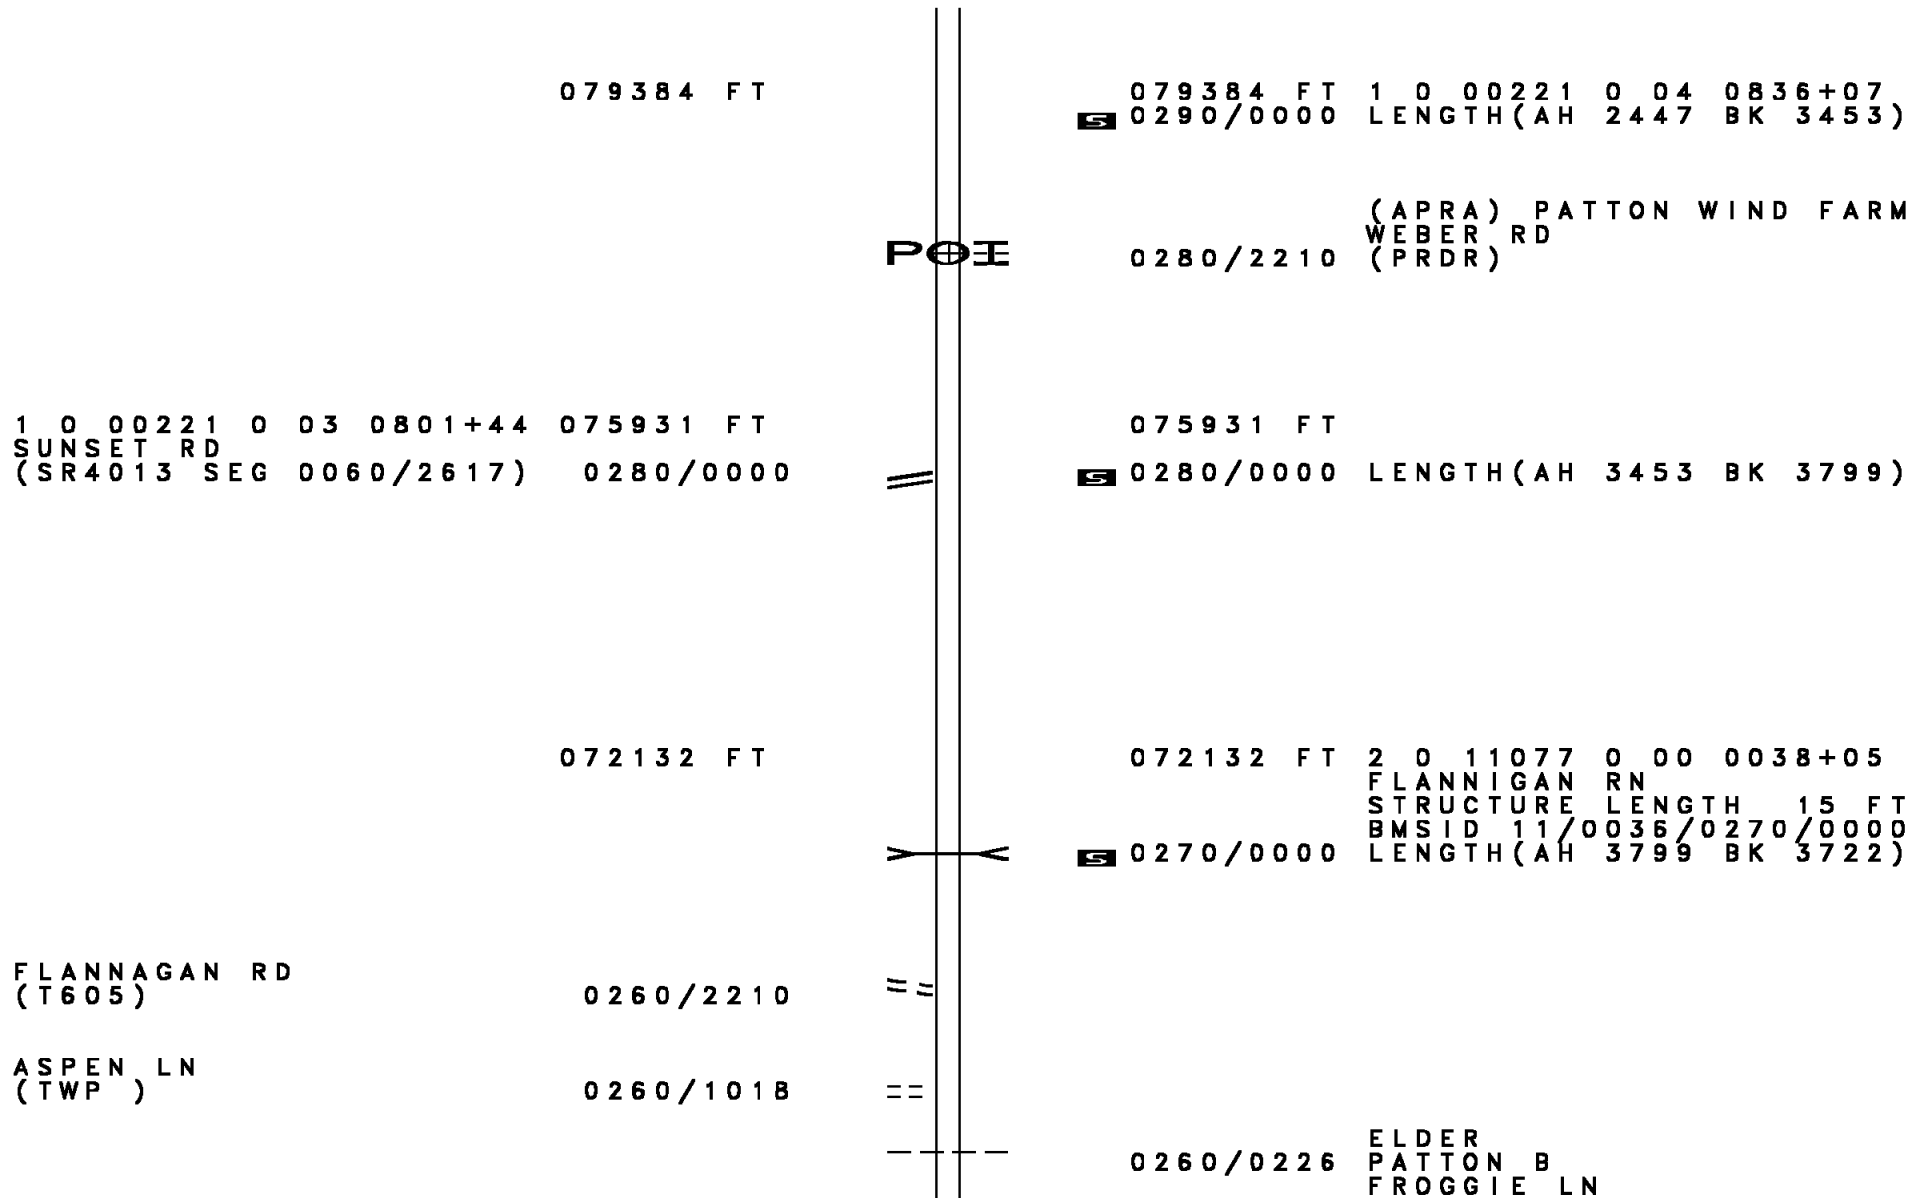 079384 FT 079384 FT 1 0 00221 0 04 0836+07
S 0290/0000 LENGTH(AH 2447 BK 3453)
(APRA) PATTON WIND FARM
WEBER RD
POI 0280/2210 (PRDR)
1 0 00221 0 03 0801+44 075931 FT 075931 FT
SUNSET RD
(SR4013 SEG 0060/2617) 0280/0000 S 0280/0000 LENGTH(AH 3453 BK 3799)
072132 FT 072132 FT 2 0 11077 0 00 0038+05
FLANNIGAN RN
STRUCTURE LENGTH 15 FT
BMSID 11/0036/0270/0000
S 0270/0000 LENGTH(AH 3799 BK 3722)
FLANNAGAN RD
(T605) 0260/2210
ASPEN LN
(TWP ) 0260/1018
ELDER
0260/0226 PATTON B
FROGGIE LN